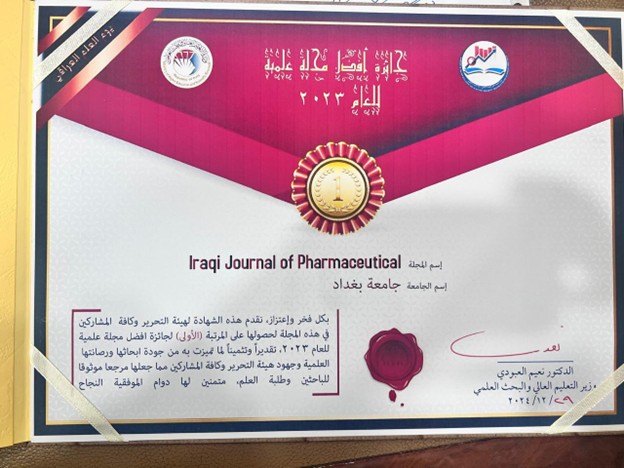 يوم العلم العراقي
جائزة أفضل مجلة علمية
للعام ٢٠٢٣
1
إسم المجلة Iraqi Journal of Pharmaceutical
إسم الجامعة جامعة بغداد
بكل فخر وإعتزاز، نقدم هذه الشهادة لهيئة التحرير وكافة المشاركين
في هذه المجلة لحصولها على المرتبة (الأولى) لجائزة افضل مجلة علمية
للعام ٢٠٢٣، تقديراً وتثميناً لما تميزت به من جودة ابحاثها ورصانتها
العلمية وجهود هيئة التحرير وكافة المشاركين مما جعلها مرجعا موثوقا
للباحثين وطلبة العلم، متمنين لها دوام الموفقية النجاح
الدكتور نعيم العبودي
وزير التعليم العالي والبحث العلمي
٢٠٢٤/١٢/٢٩